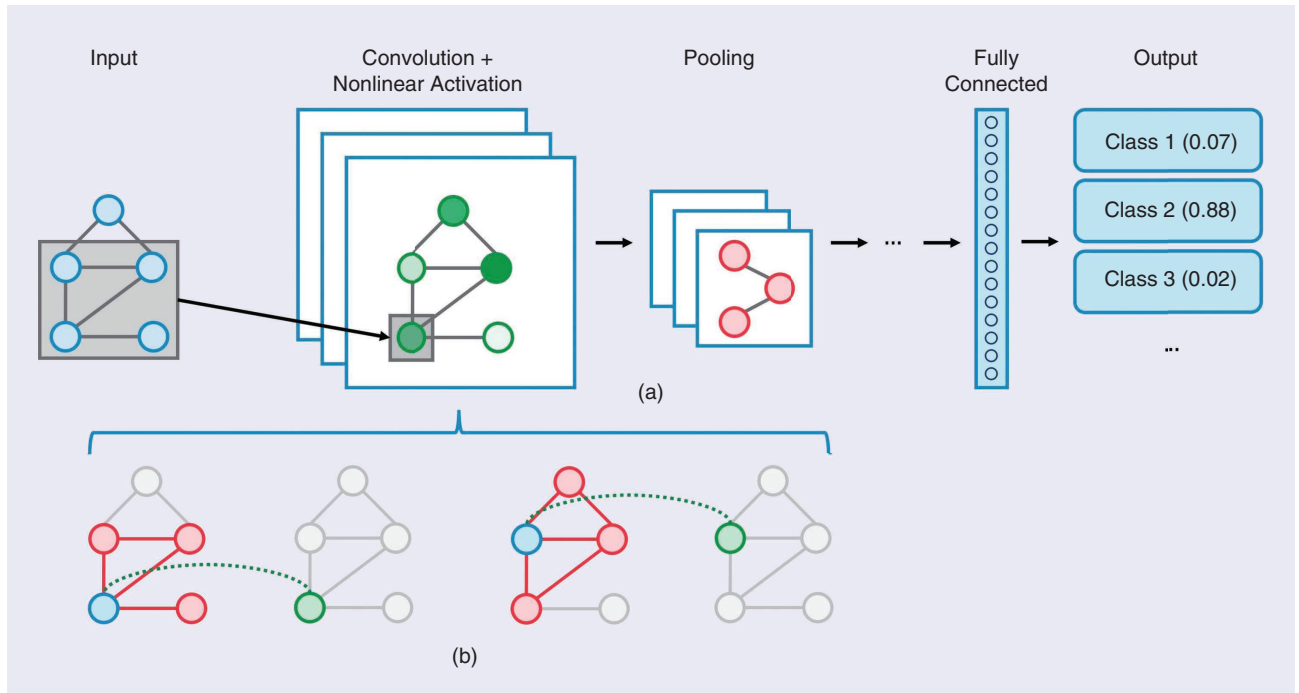 Input
Convolution +
Nonlinear Activation
Pooling
Fully
Connected
Output
Class 1 (0.07)
Class 2 (0.88)
Class 3 (0.02)
...
...
(a)
(b)